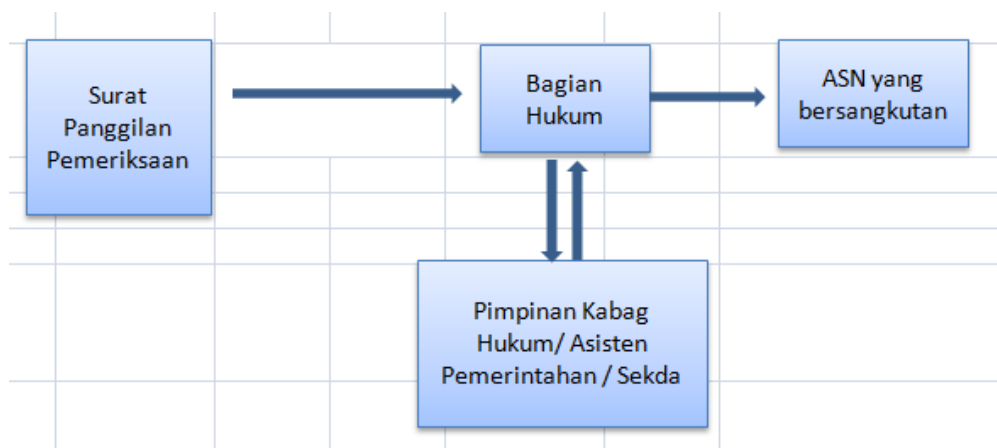 Surat
Panggilan
Pemeriksaan
Bagian
Hukum
ASN yang
bersangkutan
Pimpinan Kabag
Hukum/ Asisten
Pemerintahan / Sekda